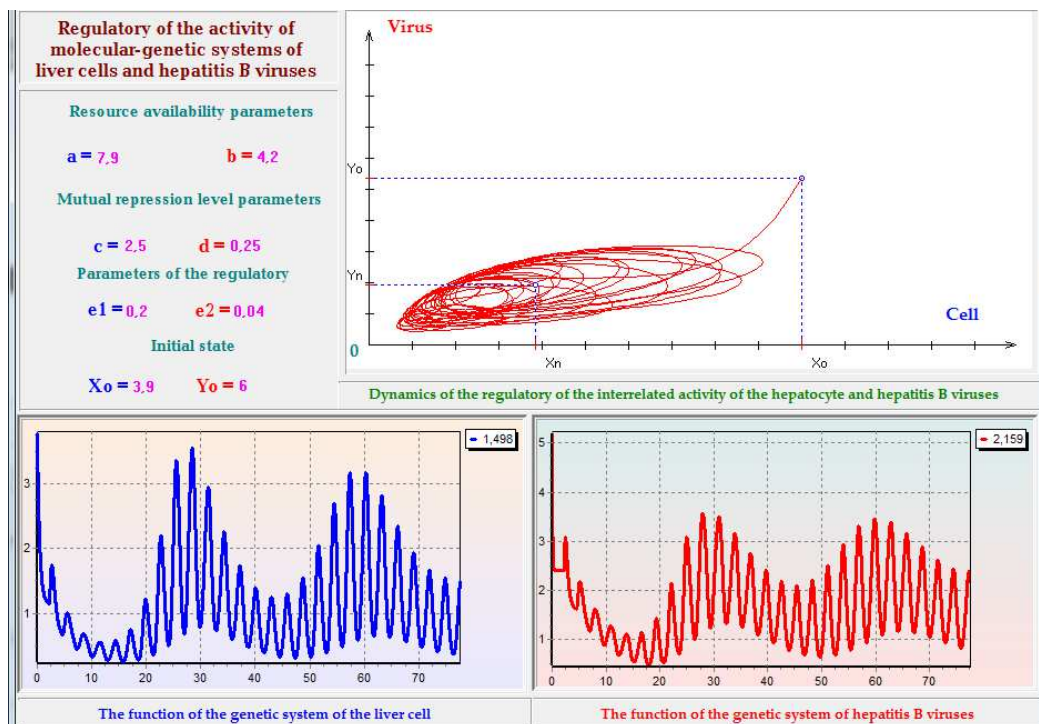 Regulatory of the activity of
molecular-genetic systems of
liver cells and hepatitis B viruses
Resource availability parameters
a = 7,9 b = 4,2
Mutual repression level parameters
c = 2,5 d = 0,25
Parameters of the regulatory
e1 = 0,2 e2 = 0,04
Initial state
Xo = 3,9 Yo = 6
Virus
Yo
Yn
Cell
0
Xn Xo
Dynamics of the regulatory of the interrelated activity of the hepatocyte and hepatitis B viruses
1,498
3
2
1
0 10 20 30 40 50 60 70
The function of the genetic system of the liver cell
2,159
5
4
3
2
1
0 10 20 30 40 50 60 70
The function of the genetic system of hepatitis B viruses